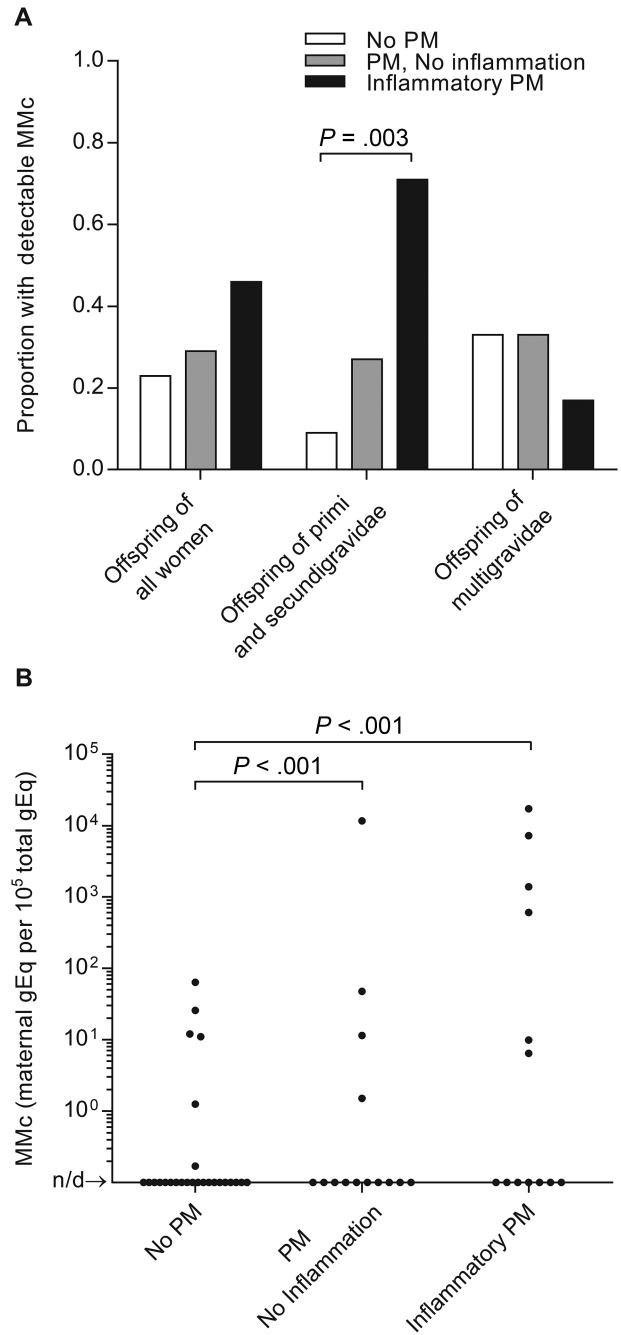 A
No PM
PM, No inflammation
Inflammatory PM
Proportion with detectable MMc
1.0
0.8
0.6
0.4
0.2
0.0
P = .003
Offspring of
all women
Offspring of primi
and secundigravidae
Offspring of
multigravidae
B
MMc (maternal gEq per 10⁵ total gEq)
10⁵
10⁴
10³
10²
10¹
10⁰
n/d→
P < .001
P < .001
No PM
PM
No Inflammation
Inflammatory PM